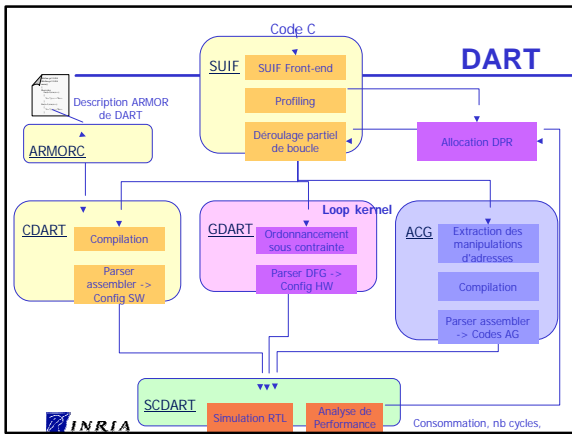 Code C
DART
SUIF
SUIF Front-end
Profiling
Description ARMOR
de DART
Déroulage partiel
de boucle
Allocation DPR
ARMORC
Loop kernel
CDART
Compilation
Parser
assembler ->
Config SW
GDART
Ordonnancement
sous contrainte
Parser DFG ->
Config HW
ACG
Extraction des
manipulations
d'adresses
Compilation
Parser assembler
-> Codes AG
SCDART
Simulation RTL
Analyse de
Performance
Consommation, nb cycles,
INRIA